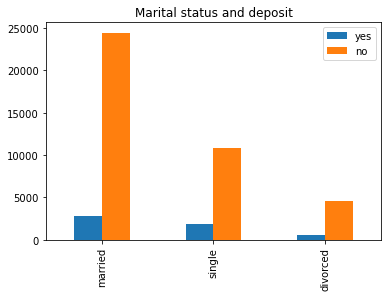 Marital status and deposit
25000
20000
15000
10000
5000
0
yes
no
married
single
divorced